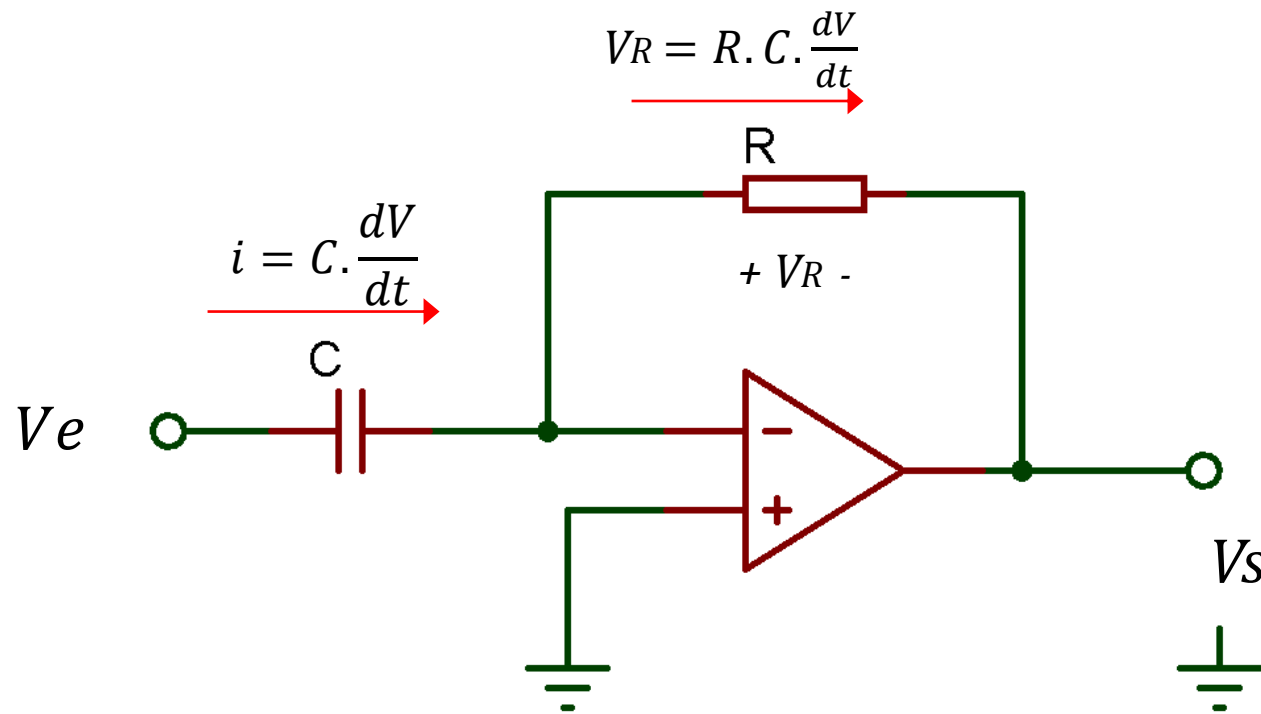 VR = R.C.dV/dt
R
i = C.dV/dt
+ VR -
C
Ve
−
+
Vs